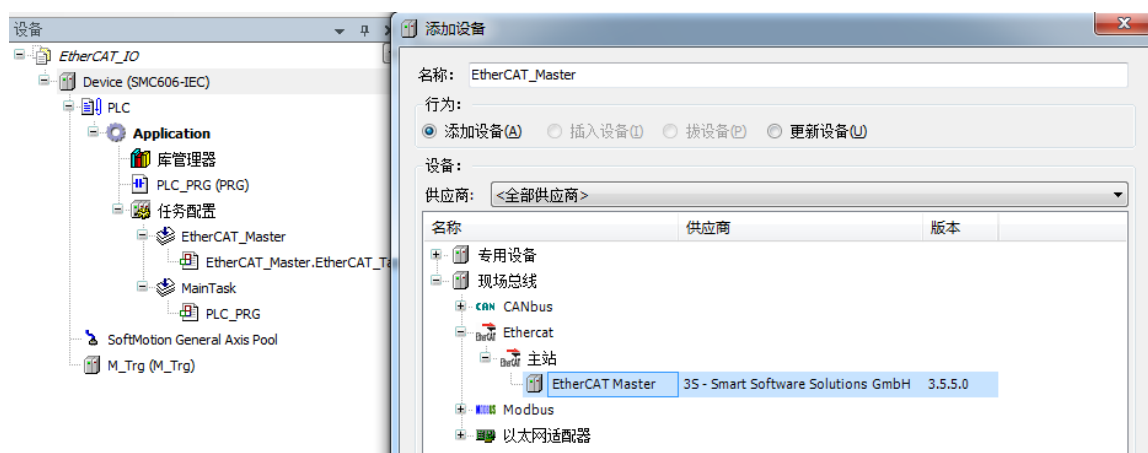 设备
EtherCAT_IO
Device (SMC606-IEC)
PLC
Application
库管理器
PLC_PRG (PRG)
任务配置
EtherCAT_Master
EtherCAT_Master.EtherCAT_Ta
MainTask
PLC_PRG
SoftMotion General Axis Pool
M_Trg (M_Trg)
添加设备
名称: EtherCAT_Master
行为:
添加设备(A) 插入设备(I) 拔设备(P) 更新设备(U)
设备:
供应商: <全部供应商>
名称 供应商 版本
专用设备
现场总线
CAN CANbus
EtherCAT Ethercat
EtherCAT 主站
EtherCAT Master 3S - Smart Software Solutions GmbH 3.5.5.0
MODBUS Modbus
以太网适配器